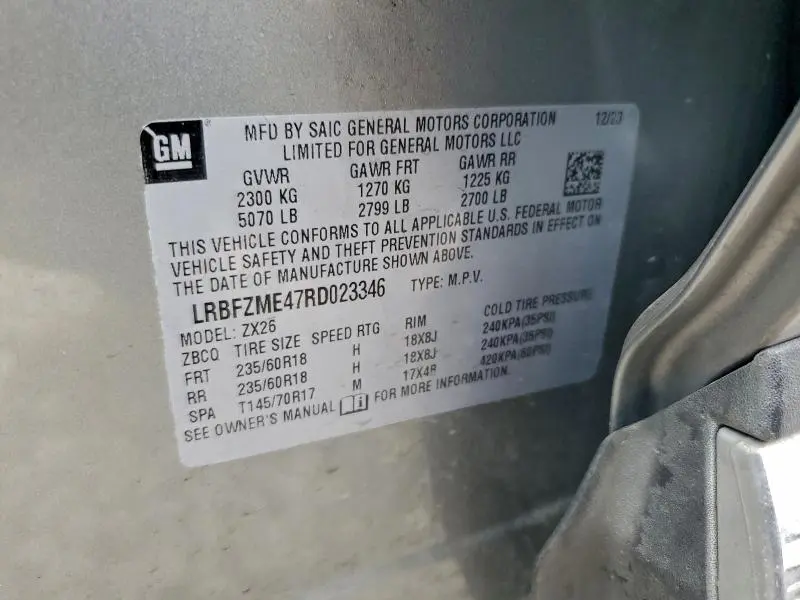 GM
MFD BY SAIC GENERAL MOTORS CORPORATION 12/23
LIMITED FOR GENERAL MOTORS LLC
GVWR GAWR FRT GAWR RR
2300 KG 1270 KG 1225 KG
5070 LB 2799 LB 2700 LB
THIS VEHICLE CONFORMS TO ALL APPLICABLE U.S. FEDERAL MOTOR
VEHICLE SAFETY AND THEFT PREVENTION STANDARDS IN EFFECT ON
THE DATE OF MANUFACTURE SHOWN ABOVE.
LRBFZME47RD023346 TYPE: M.P.V.
MODEL: ZX26
ZBCQ TIRE SIZE SPEED RTG RIM COLD TIRE PRESSURE
FRT 235/60R18 H 18X8J 240KPA(35PSI)
RR 235/60R18 H 18X8J 240KPA(35PSI)
SPA T145/70R17 M 17X4B 420KPA(60PSI)
SEE OWNER'S MANUAL FOR MORE INFORMATION.